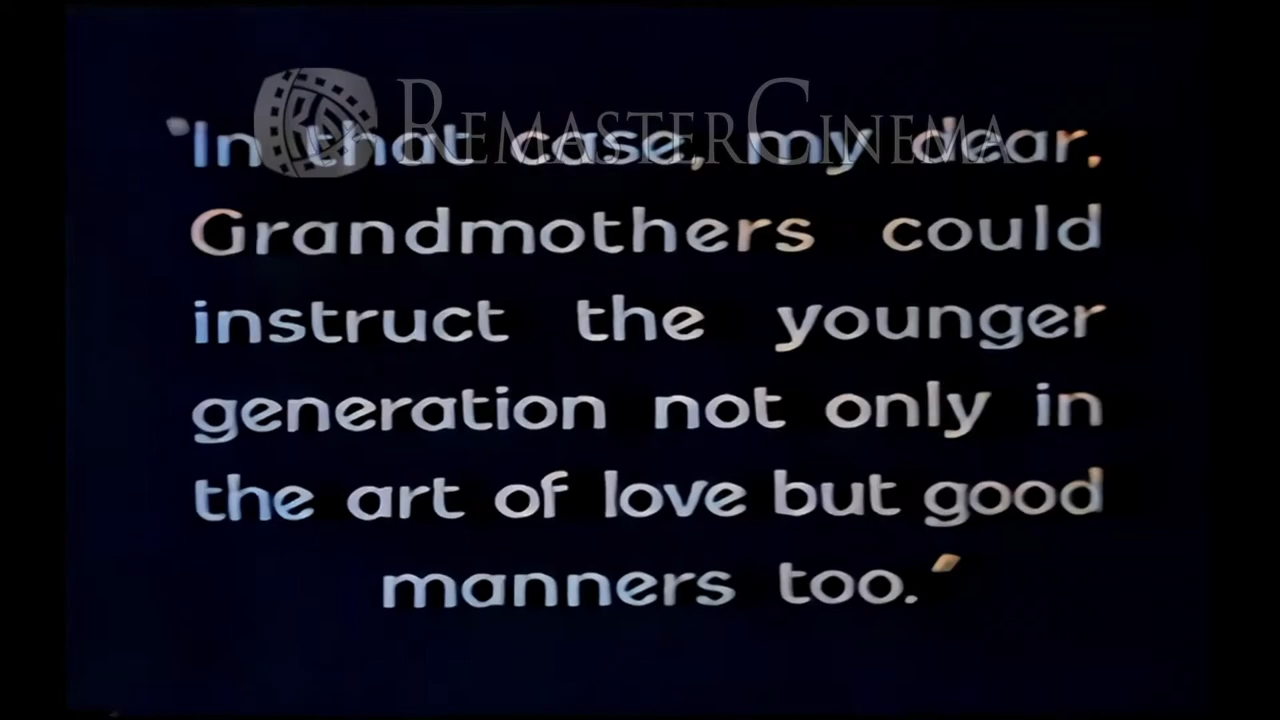 REMASTERCINEMA
"In that case, my dear,
Grandmothers could
instruct the younger
generation not only in
the art of love but good
manners too."